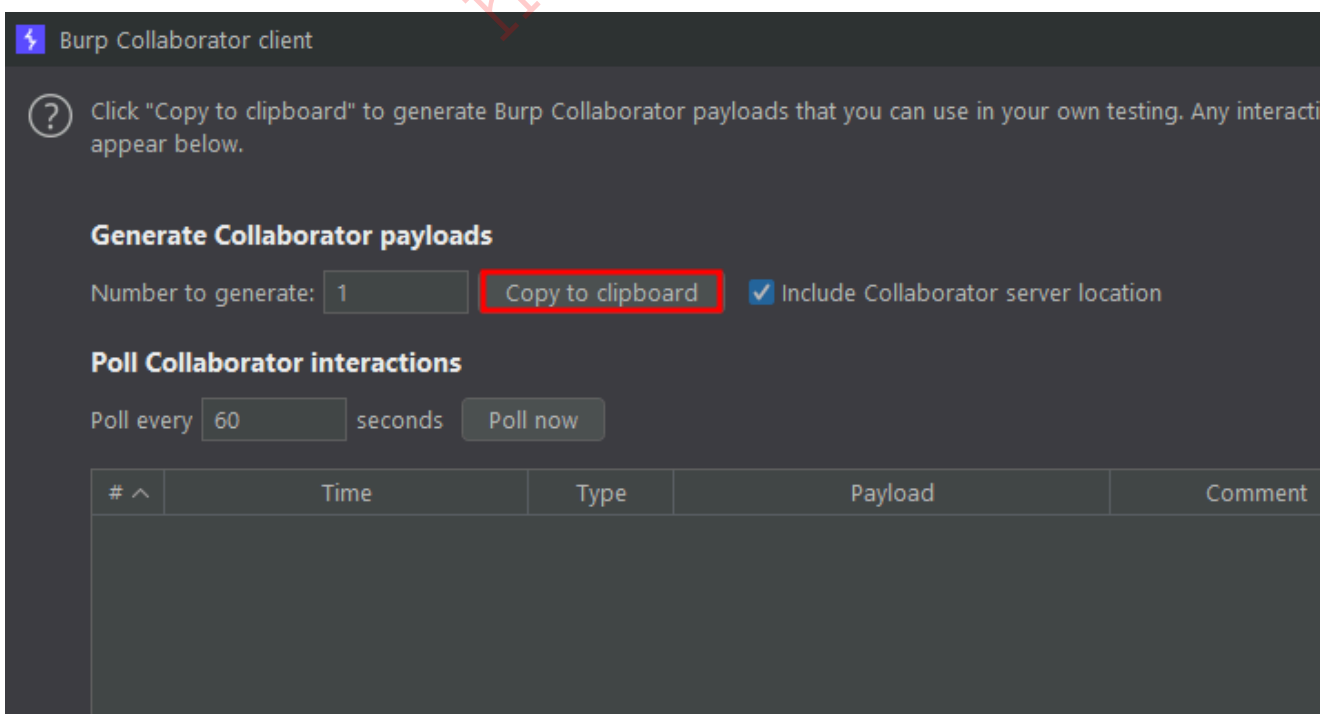 Burp Collaborator client
Click "Copy to clipboard" to generate Burp Collaborator payloads that you can use in your own testing. Any interacti
appear below.
Generate Collaborator payloads
Number to generate: 1 Copy to clipboard Include Collaborator server location
Poll Collaborator interactions
Poll every 60 seconds Poll now
# Time Type Payload Comment